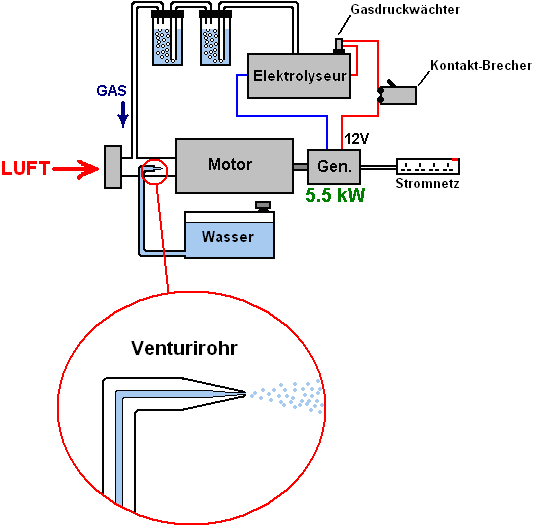 Gasdruckwächter
Elektrolyseur
Kontakt-Brecher
GAS
12V
LUFT
Motor
Gen.
Stromnetz
5.5 kW
Wasser
Venturirohr